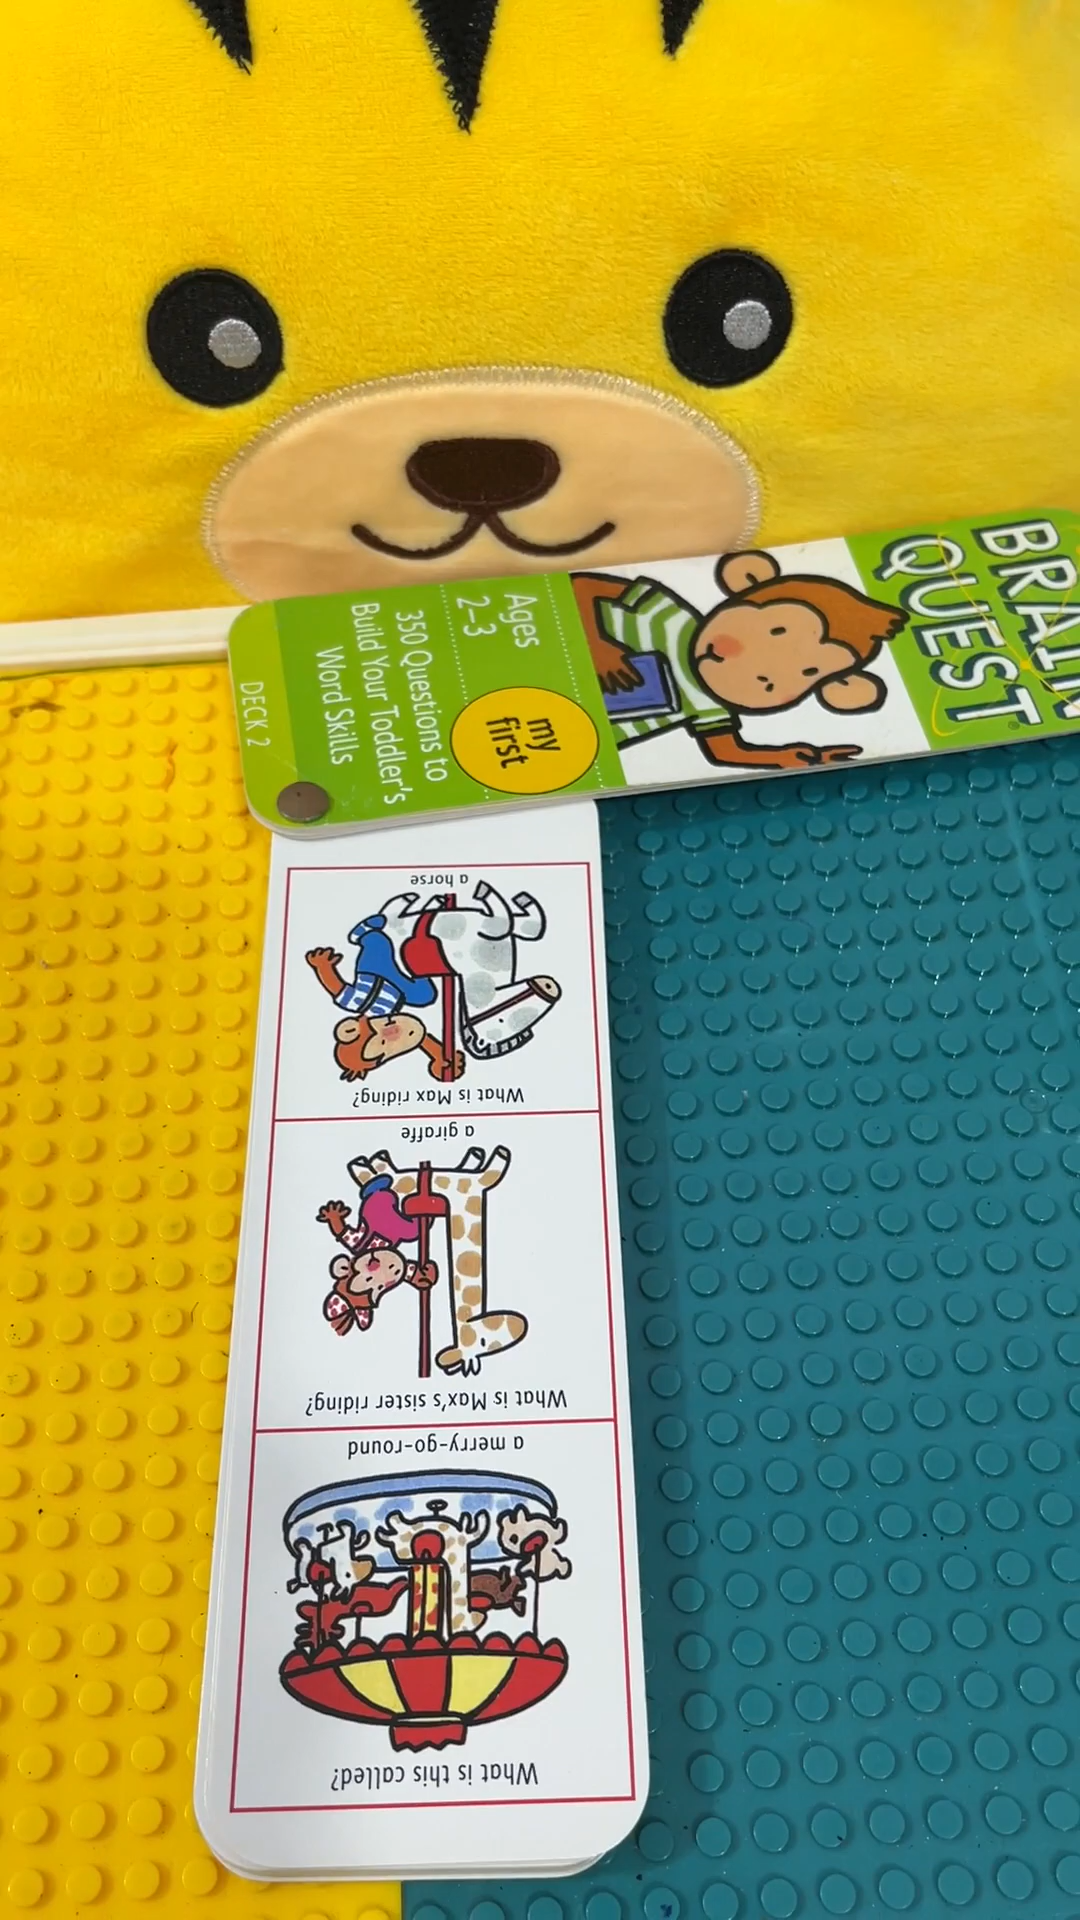 BRAIN
QUEST®
my
first
Ages
2–3
350 Questions to
Build Your Toddler's
Word Skills
DECK 2
What is this called?
a merry-go-round
What is Max's sister riding?
a giraffe
What is Max riding?
a horse